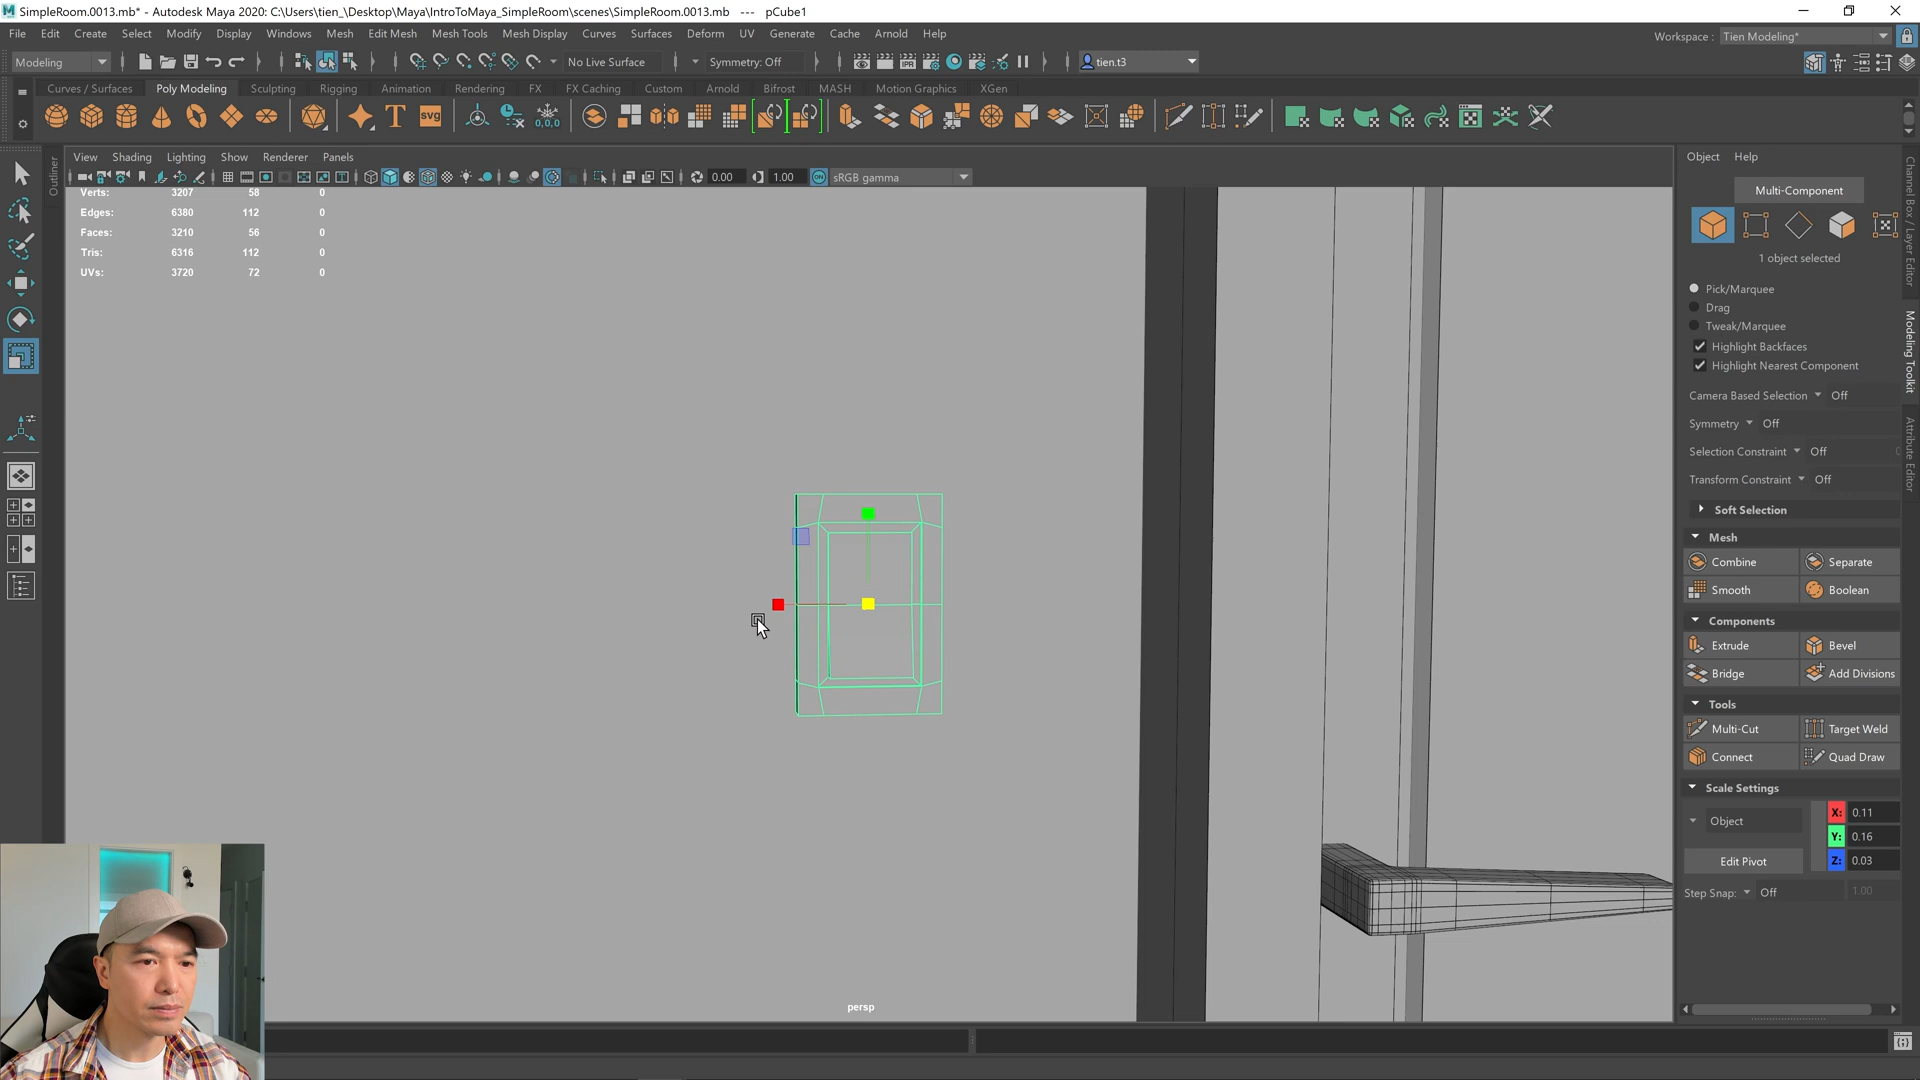 SimpleRoom.0013.mb* - Autodesk Maya 2020: C:\Users\tien_\Desktop\Maya\IntroToMaya_SimpleRoom\scenes\SimpleRoom.0013.mb --- pCube1
File Edit Create Select Modify Display Windows Mesh Edit Mesh Mesh Tools Mesh Display Curves Surfaces Deform UV Generate Cache Arnold Help
Workspace : Tien Modeling*
Modeling
No Live Surface
Symmetry: Off
tien.t3
Curves / Surfaces Poly Modeling Sculpting Rigging Animation Rendering FX FX Caching Custom Arnold Bifrost MASH Motion Graphics XGen
svg
0,0,0
Outliner
View Shading Lighting Show Renderer Panels
0.00 1.00 ON sRGB gamma
Verts: 3207 58 0
Edges: 6380 112 0
Faces: 3210 56 0
Tris: 6316 112 0
UVs: 3720 72 0
persp
Object Help
Multi-Component
1 object selected
Pick/Marquee
Drag
Tweak/Marquee
Highlight Backfaces
Highlight Nearest Component
Camera Based Selection Off
Symmetry Off
Selection Constraint Off
Transform Constraint Off
Soft Selection
Mesh
Combine Separate
Smooth Boolean
Components
Extrude Bevel
Bridge Add Divisions
Tools
Multi-Cut Target Weld
Connect Quad Draw
Scale Settings
Object
X: 0.11
Y: 0.16
Edit Pivot
Z: 0.03
Step Snap: Off 1.00
Channel Box / Layer Editor
Modeling Toolkit
Attribute Editor